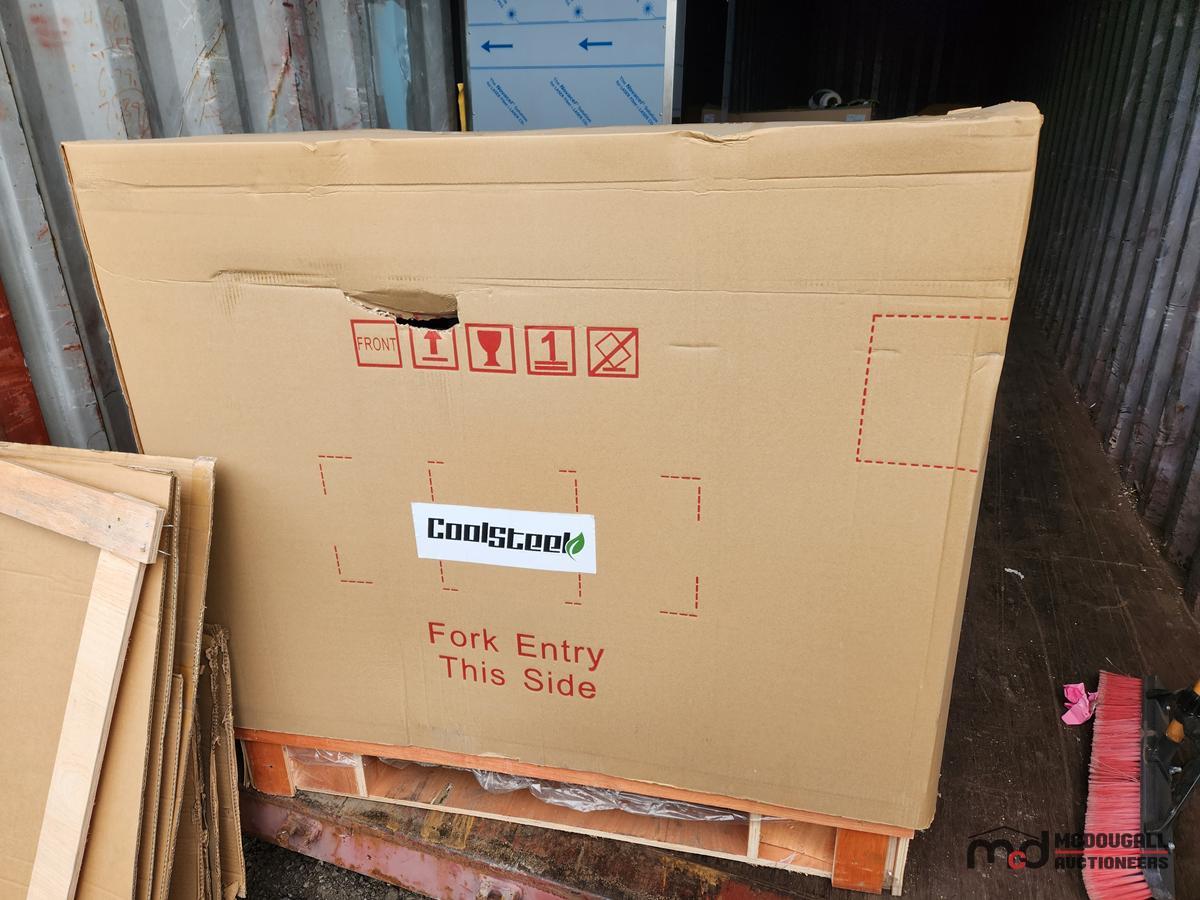 FRONT
1
CoolSteel
Fork Entry
This Side
McDOUGALL
AUCTIONEERS